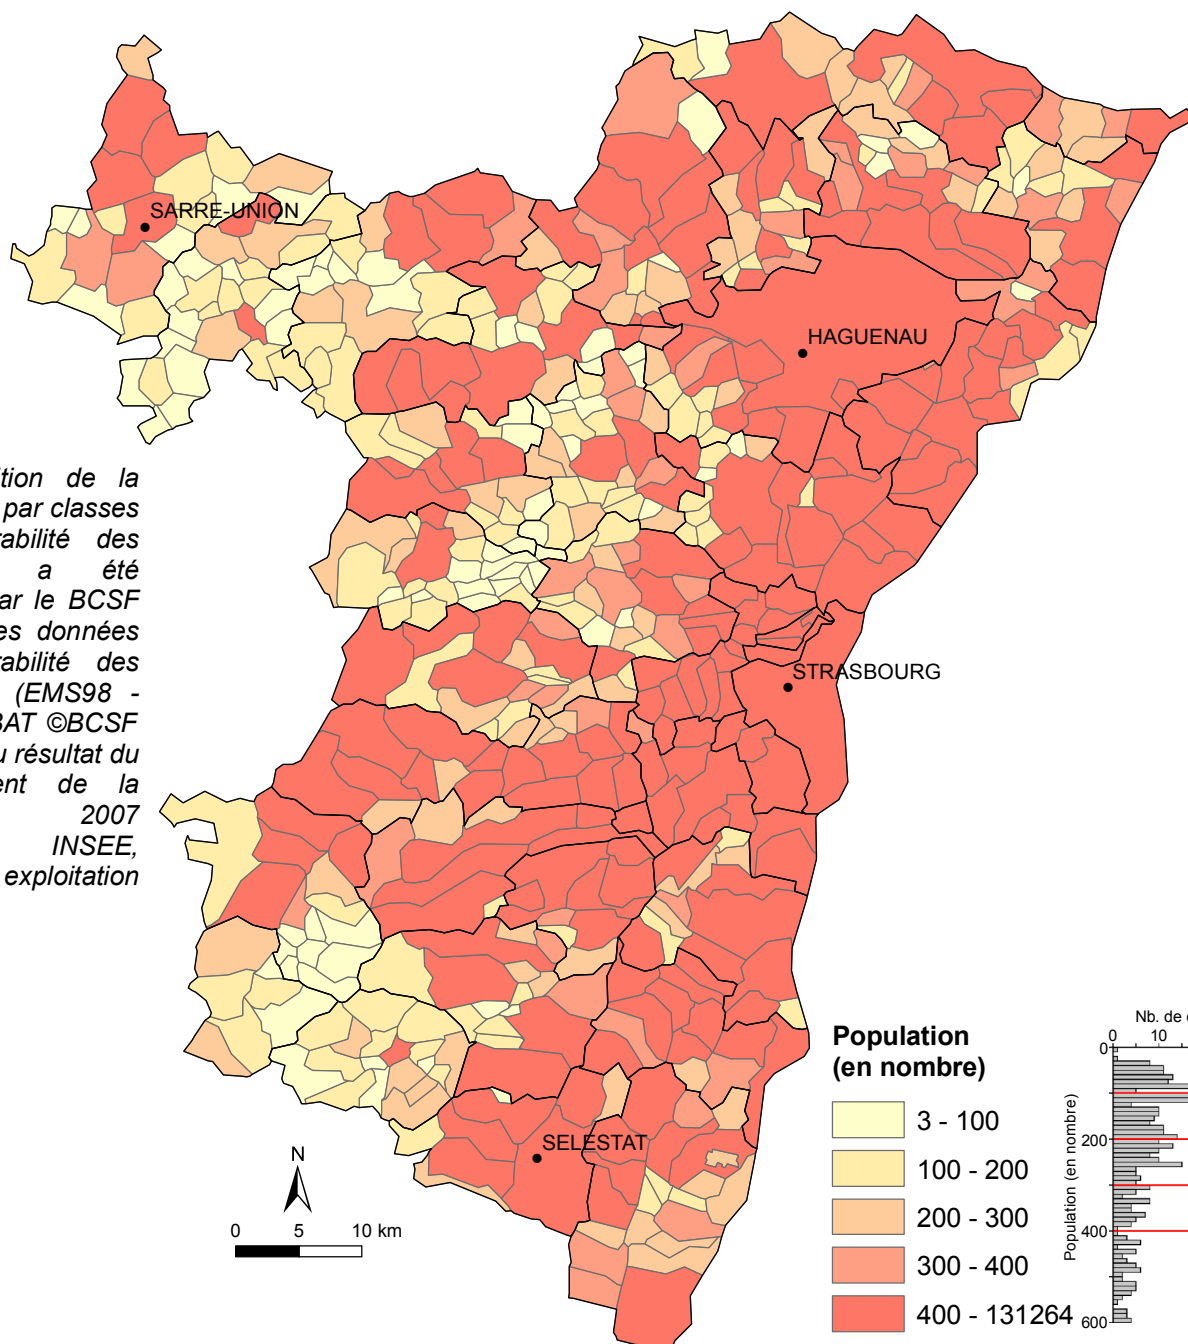 SARRE-UNION
HAGUENAU
tion de la
par classes
rabilité des
a été
ar le BCSF
es données
rabilité des
(EMS98 -
BAT ©BCSF
u résultat du
ent de la
2007
INSEE,
exploitation
STRASBOURG
SELESTAT
N
0 5 10 km
Population
(en nombre)
3 - 100
100 - 200
200 - 300
300 - 400
400 - 131264
Nb. de
0 10
0
200
400
600
Population (en nombre)